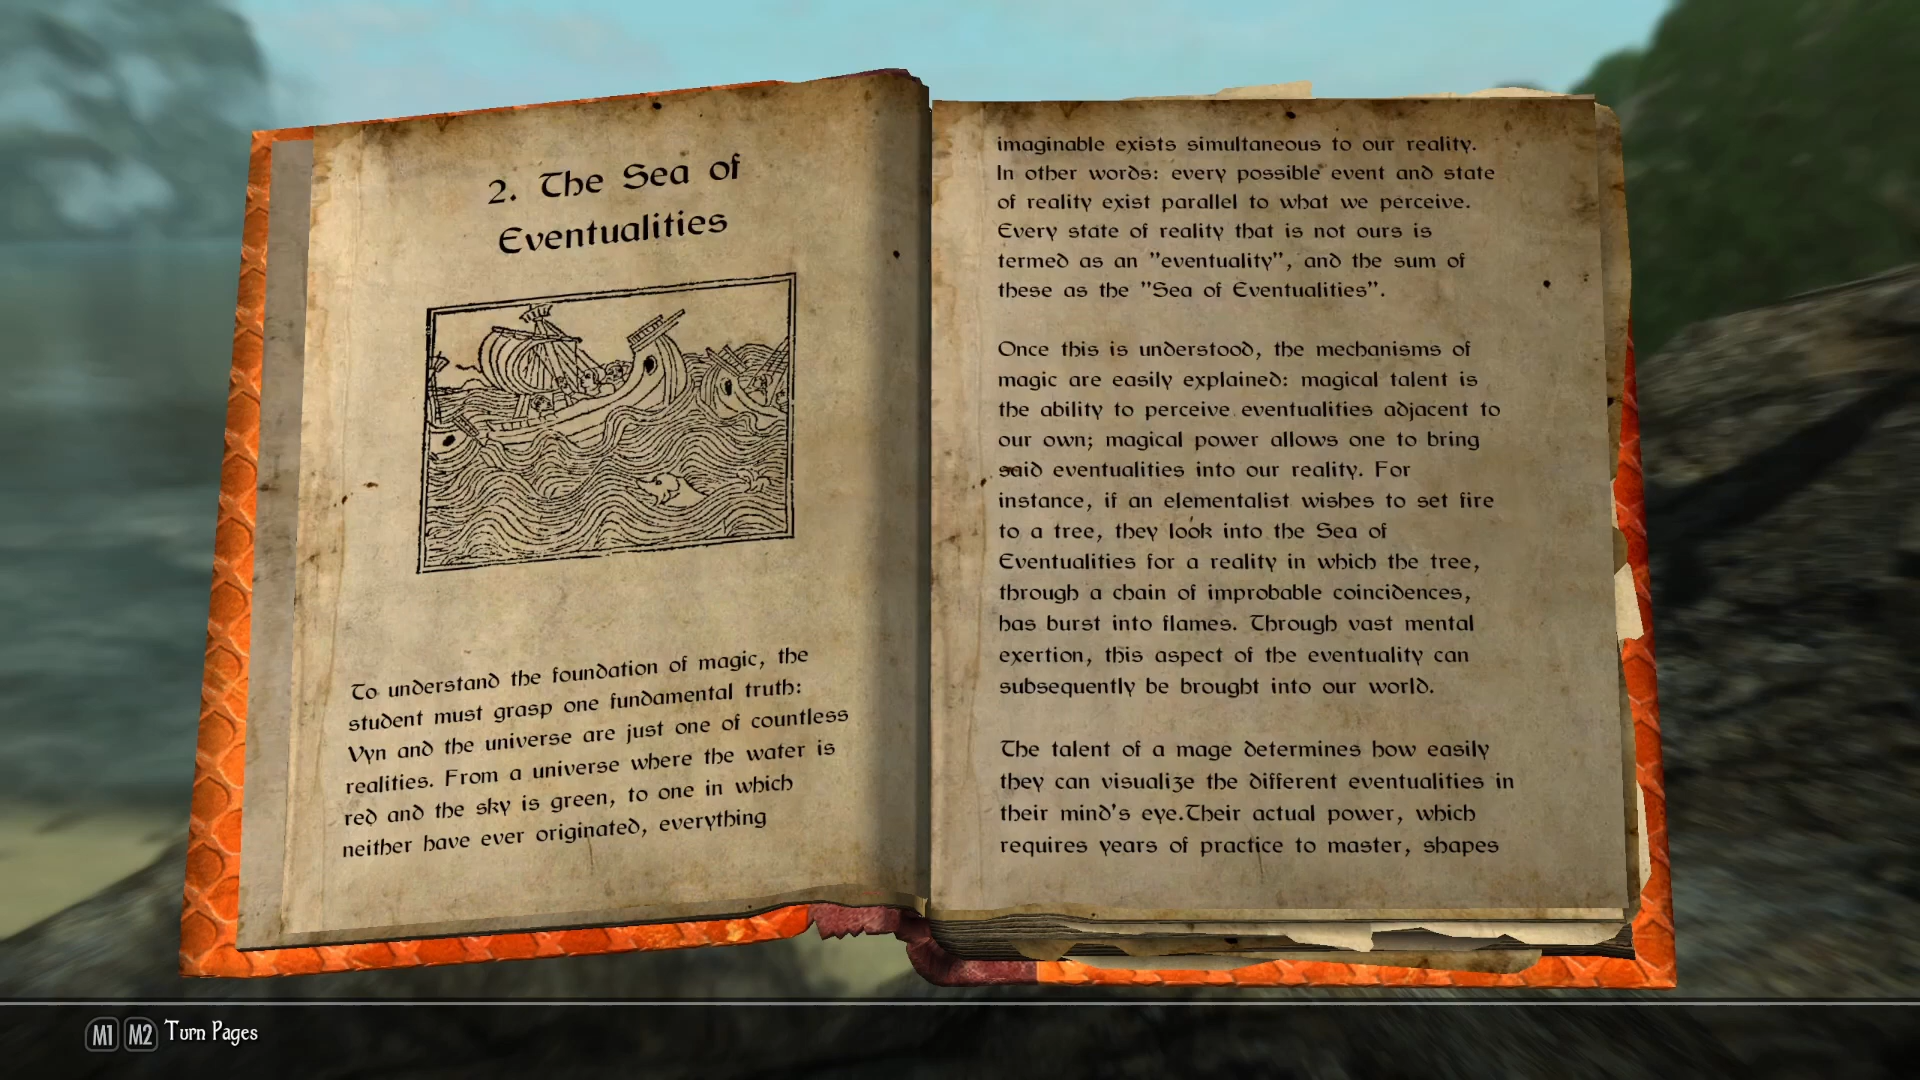 2. The Sea of
Eventualities
To understand the foundation of magic, the
student must grasp one fundamental truth:
Vyn and the universe are just one of countless
realities. From a universe where the water is
red and the sky is green, to one in which
neither have ever originated, everything
imaginable exists simultaneous to our reality.
In other words: every possible event and state
of reality exist parallel to what we perceive.
Every state of reality that is not ours is
termed as an "eventuality", and the sum of
these as the "Sea of Eventualities".
Once this is understood, the mechanisms of
magic are easily explained: magical talent is
the ability to perceive eventualities adjacent to
our own; magical power allows one to bring
said eventualities into our reality. For
instance, if an elementalist wishes to set fire
to a tree, they look into the Sea of
Eventualities for a reality in which the tree,
through a chain of improbable coincidences,
has burst into flames. Through vast mental
exertion, this aspect of the eventuality can
subsequently be brought into our world.
The talent of a mage determines how easily
they can visualize the different eventualities in
their mind's eye.Their actual power, which
requires years of practice to master, shapes
M1 M2 Turn Pages